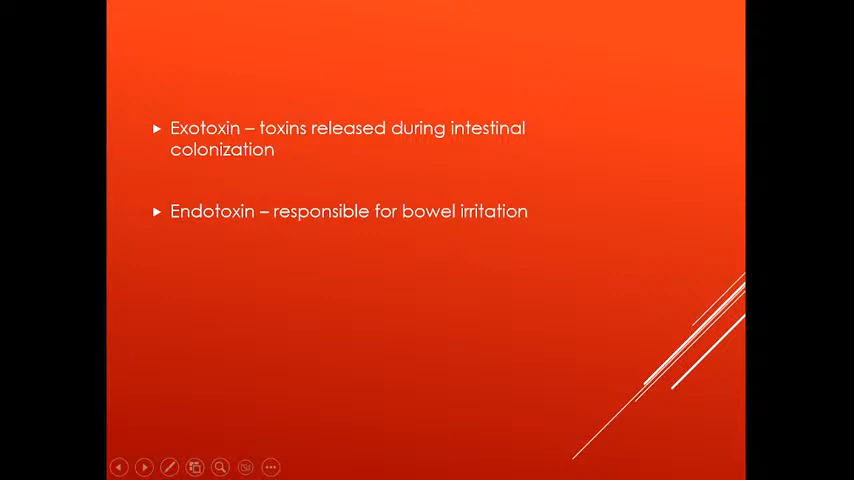 Exotoxin – toxins released during intestinal
colonization
Endotoxin – responsible for bowel irritation